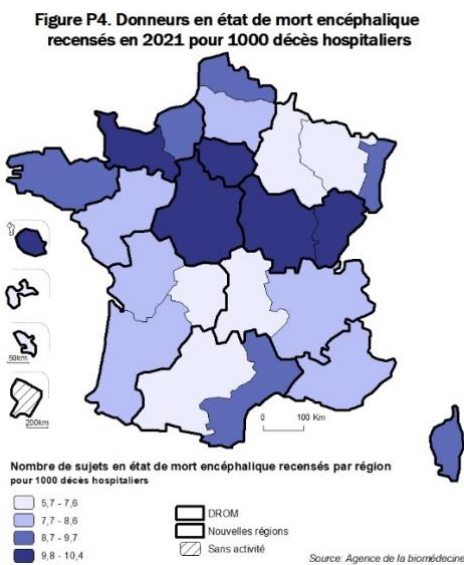 Figure P4. Donneurs en état de mort encéphalique
recensés en 2021 pour 1000 décès hospitaliers
50km
200km
0 100 Km
Nombre de sujets en état de mort encéphalique recensés par région
pour 1000 décès hospitaliers
5,7 - 7,6
7,7 - 8,6
8,7 - 9,7
9,8 - 10,4
DROM
Nouvelles régions
Sans activité
Source: Agence de la biomédecine